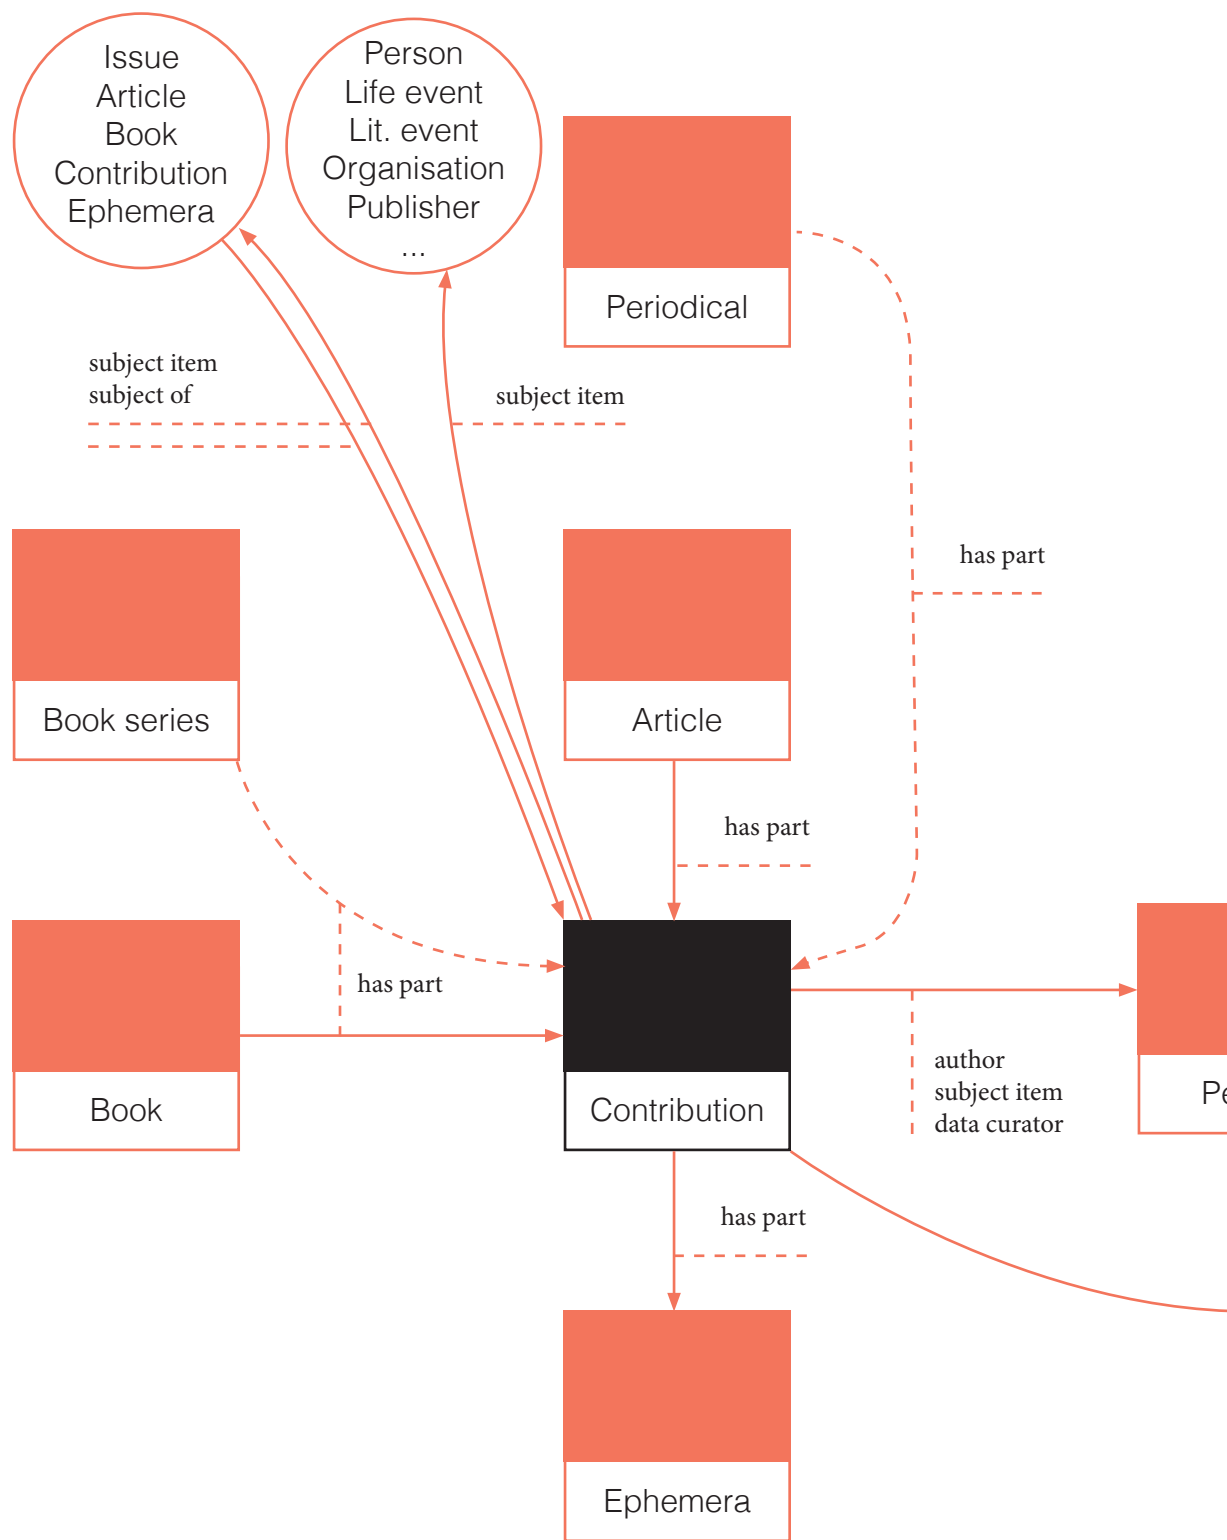 Issue
Article
Book
Contribution
Ephemera
Person
Life event
Lit. event
Organisation
Publisher
...
Periodical
subject item
subject of
subject item
has part
Book series
Article
has part
has part
Book
Contribution
author
subject item
data curator
Pe
has part
Ephemera